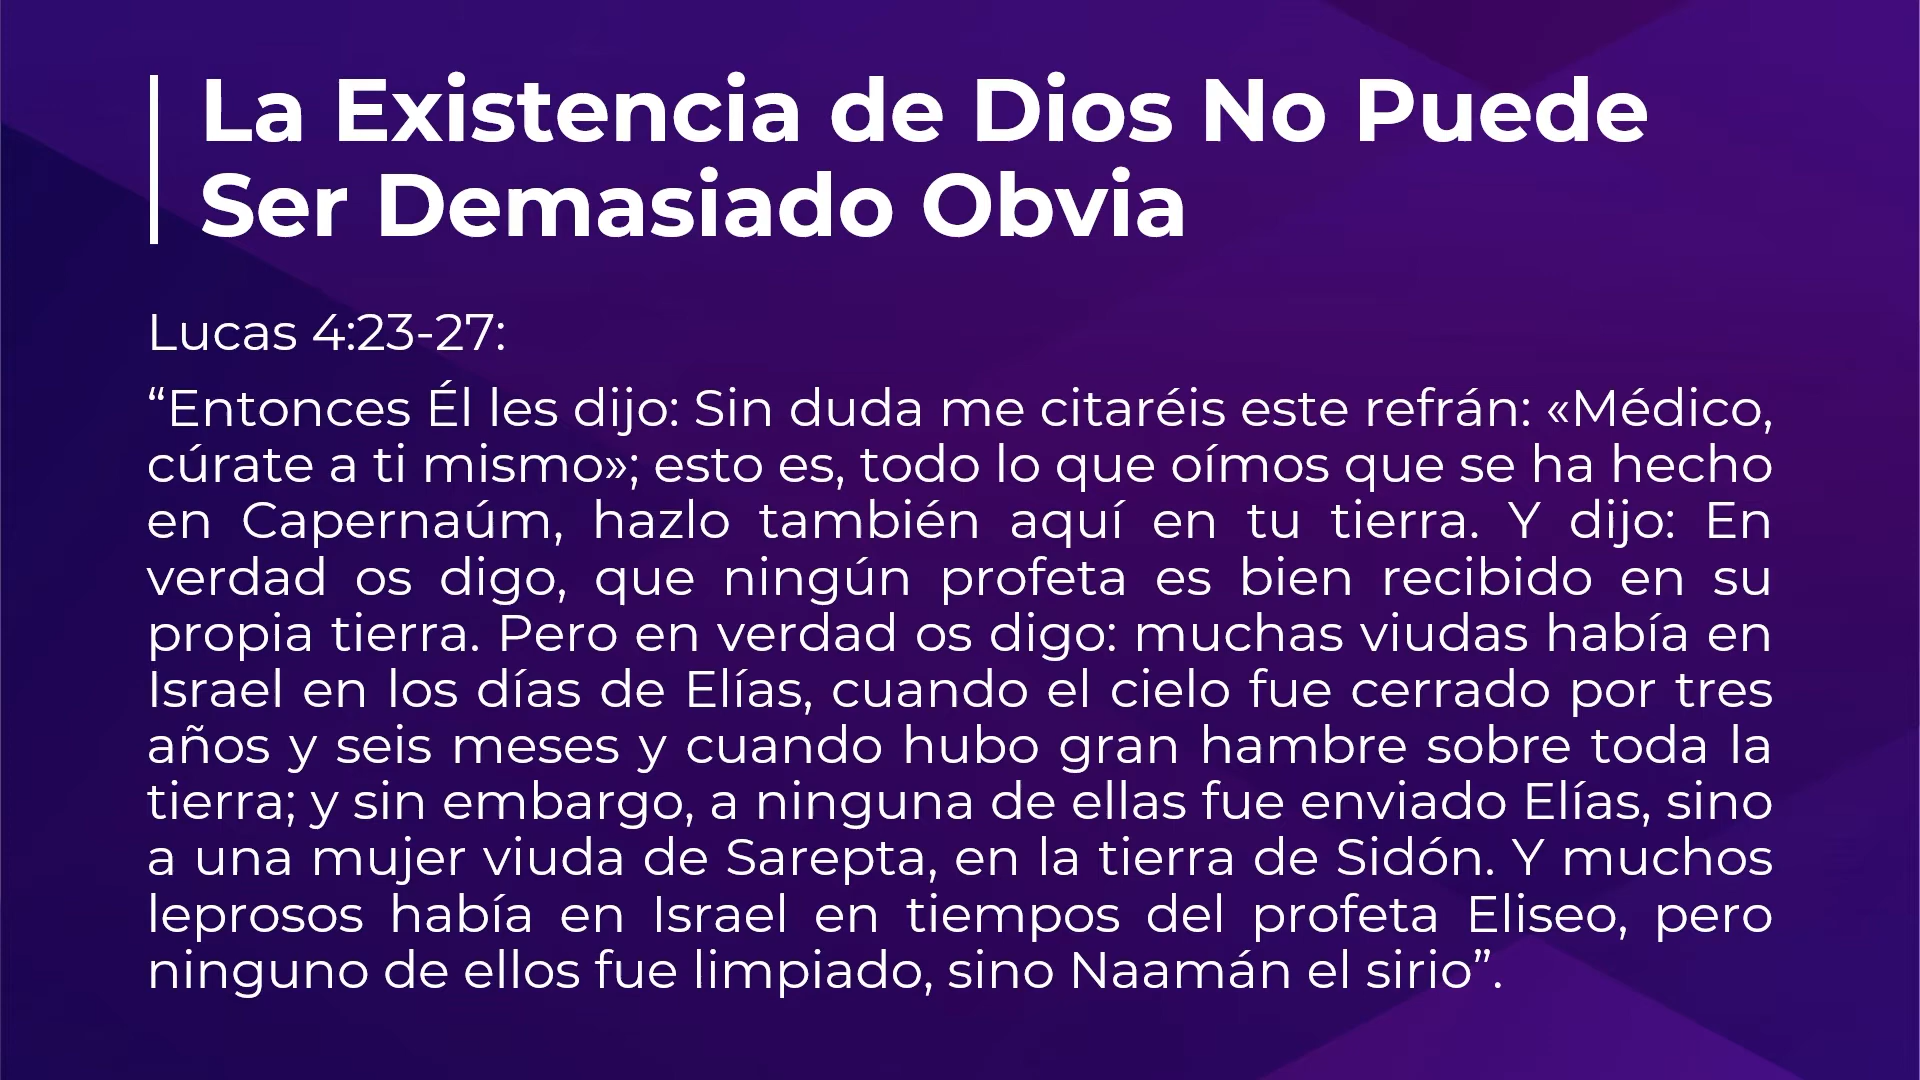 La Existencia de Dios No Puede
Ser Demasiado Obvia
Lucas 4:23-27:
“Entonces Él les dijo: Sin duda me citaréis este refrán: «Médico,
cúrate a ti mismo»; esto es, todo lo que oímos que se ha hecho
en Capernaúm, hazlo también aquí en tu tierra. Y dijo: En
verdad os digo, que ningún profeta es bien recibido en su
propia tierra. Pero en verdad os digo: muchas viudas había en
Israel en los días de Elías, cuando el cielo fue cerrado por tres
años y seis meses y cuando hubo gran hambre sobre toda la
tierra; y sin embargo, a ninguna de ellas fue enviado Elías, sino
a una mujer viuda de Sarepta, en la tierra de Sidón. Y muchos
leprosos había en Israel en tiempos del profeta Eliseo, pero
ninguno de ellos fue limpiado, sino Naamán el sirio”.